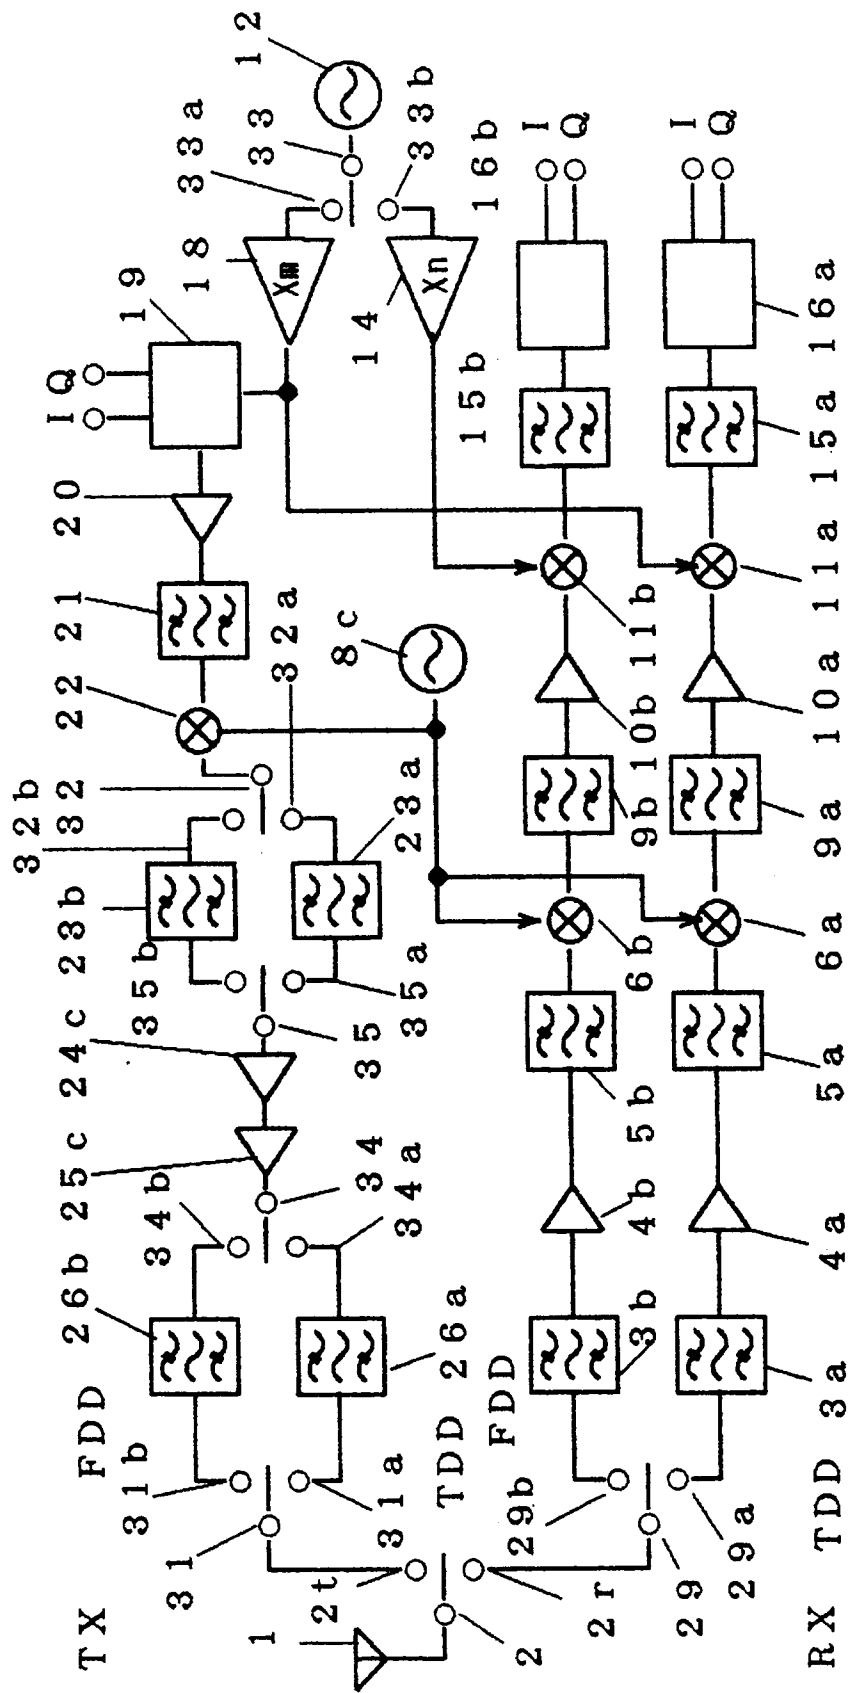 TX
31
31b
FDD
26b
34b
25c
24c
35b
23b
32b
32
22
21
20
I Q
19
18
33a
33
12
1
2t
31a
TDD
26a
34a
34
35
35a
23a
32a
8c
14
Xm
Xn
33b
2
2r
29b
FDD
3b
4b
5b
6b
9b
10b
11b
15b
16b
I
Q
29
29a
RX
TDD
3a
4a
5a
6a
9a
10a
11a
15a
16a
I
Q